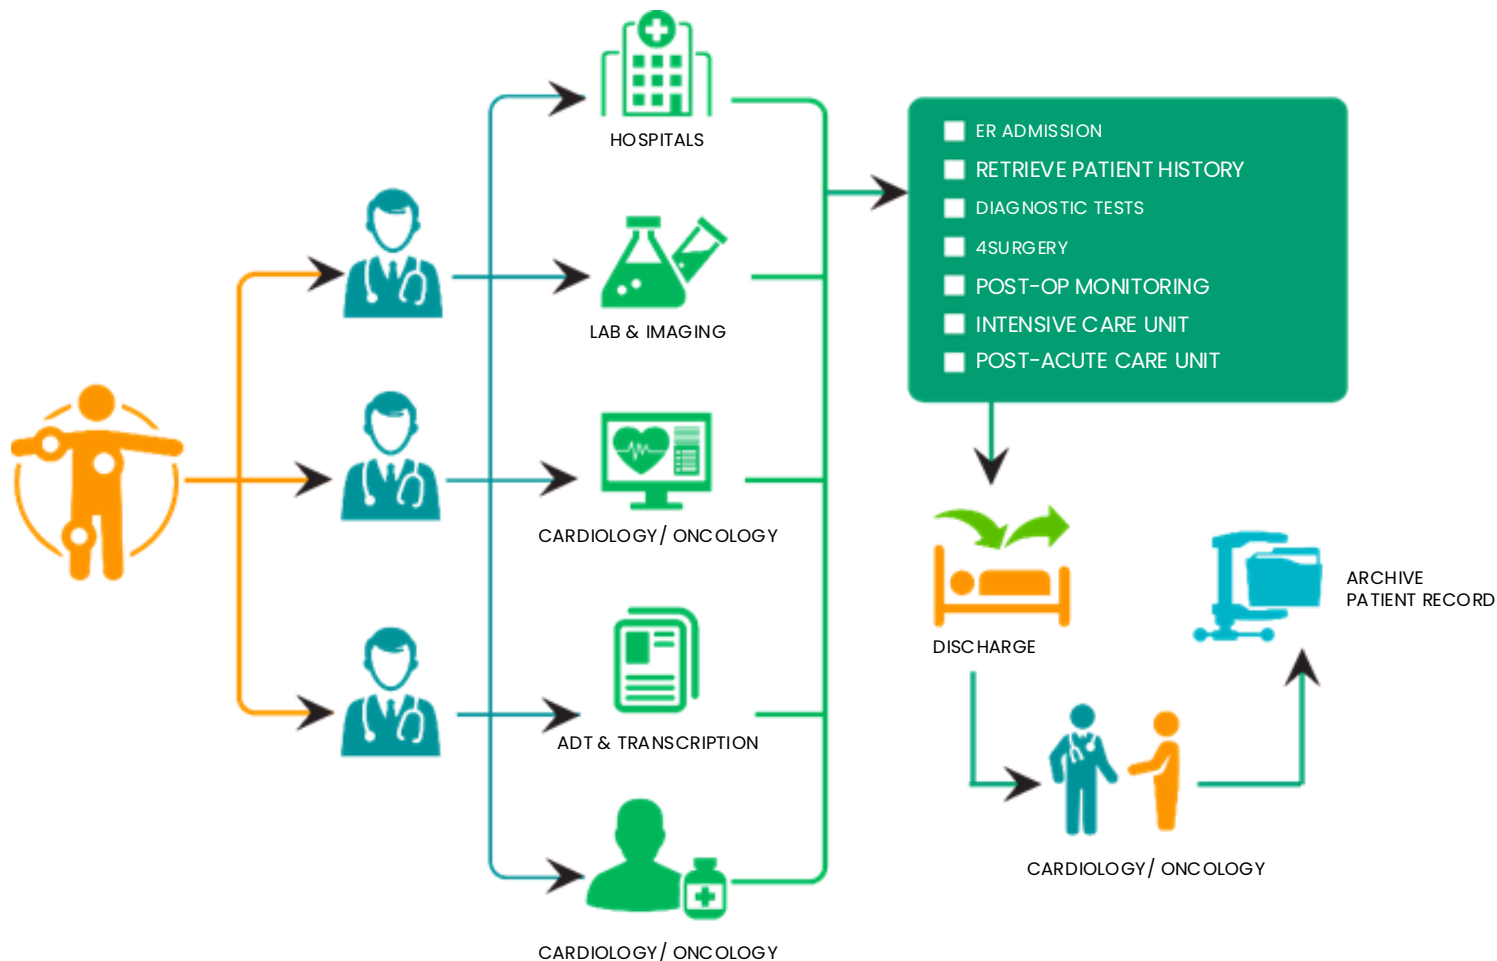 HOSPITALS
LAB & IMAGING
CARDIOLOGY/ ONCOLOGY
ADT & TRANSCRIPTION
CARDIOLOGY/ ONCOLOGY
ER ADMISSION
RETRIEVE PATIENT HISTORY
DIAGNOSTIC TESTS
4SURGERY
POST-OP MONITORING
INTENSIVE CARE UNIT
POST-ACUTE CARE UNIT
DISCHARGE
CARDIOLOGY/ ONCOLOGY
ARCHIVE
PATIENT RECORD